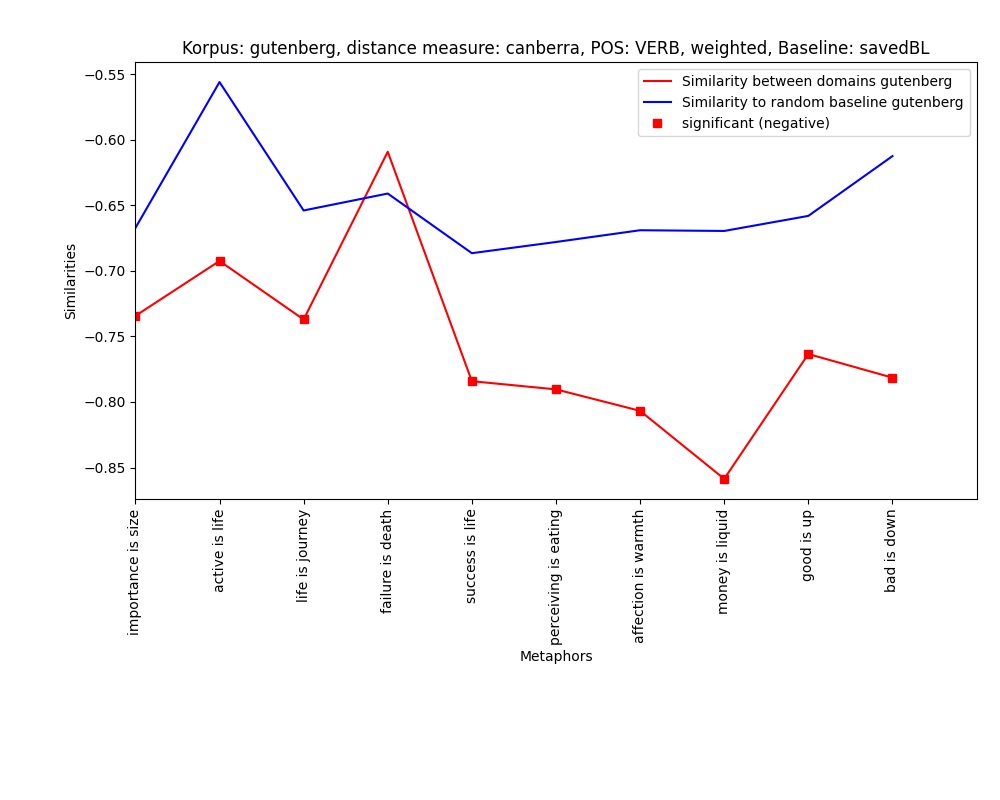 Korpus: gutenberg, distance measure: canberra, POS: VERB, weighted, Baseline: savedBL
Similarity between domains gutenberg
Similarity to random baseline gutenberg
significant (negative)
Similarities
−0.55
−0.60
−0.65
−0.70
−0.75
−0.80
−0.85
importance is size
active is life
life is journey
failure is death
success is life
perceiving is eating
affection is warmth
money is liquid
good is up
bad is down
Metaphors